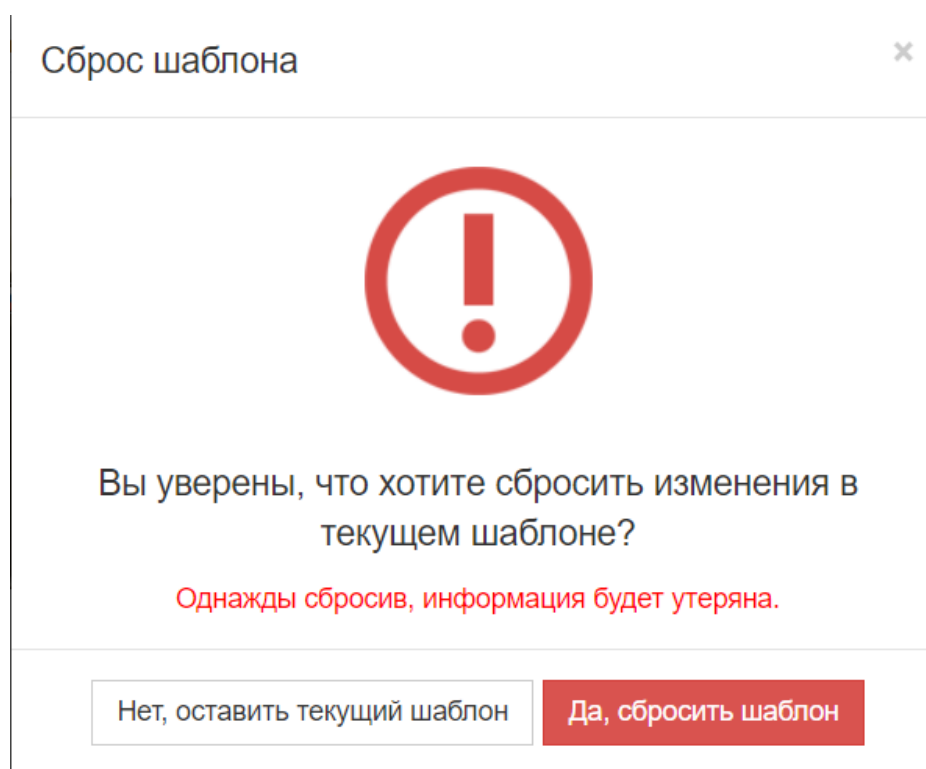 Сброс шаблона
×
Вы уверены, что хотите сбросить изменения в
текущем шаблоне?
Однажды сбросив, информация будет утеряна.
Нет, оставить текущий шаблон
Да, сбросить шаблон